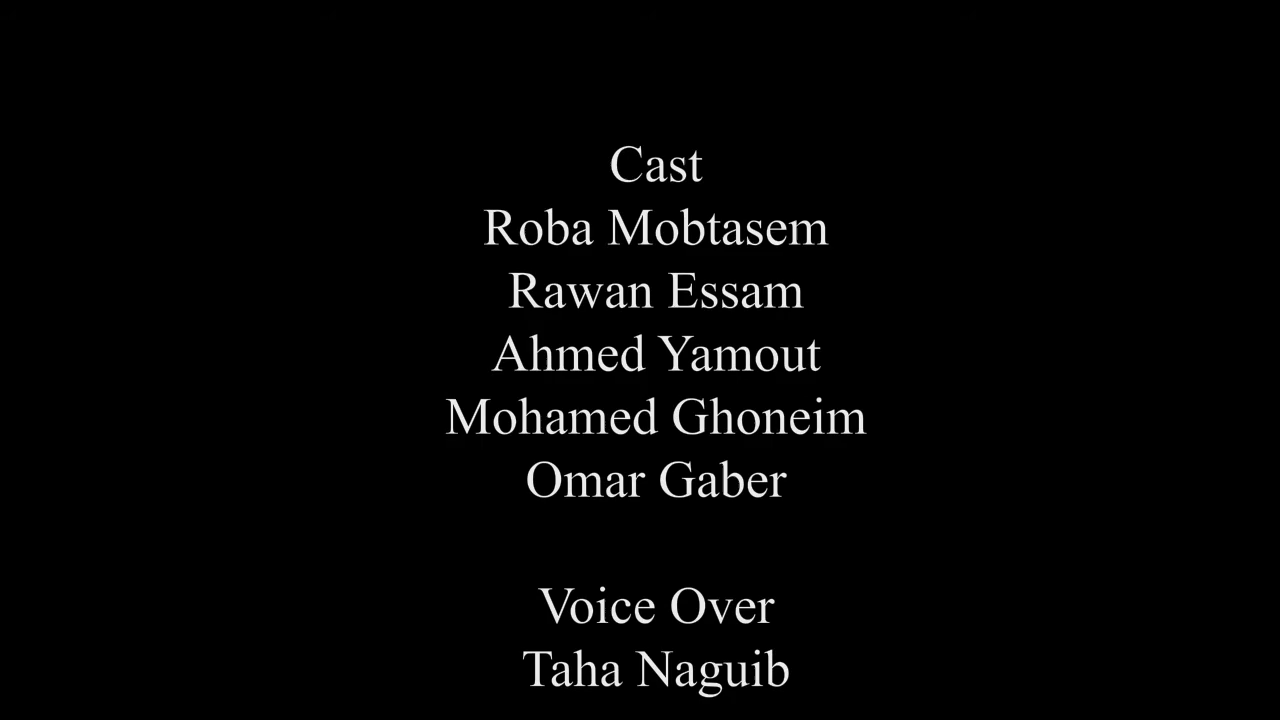 Cast
Roba Mobtasem
Rawan Essam
Ahmed Yamout
Mohamed Ghoneim
Omar Gaber
Voice Over
Taha Naguib